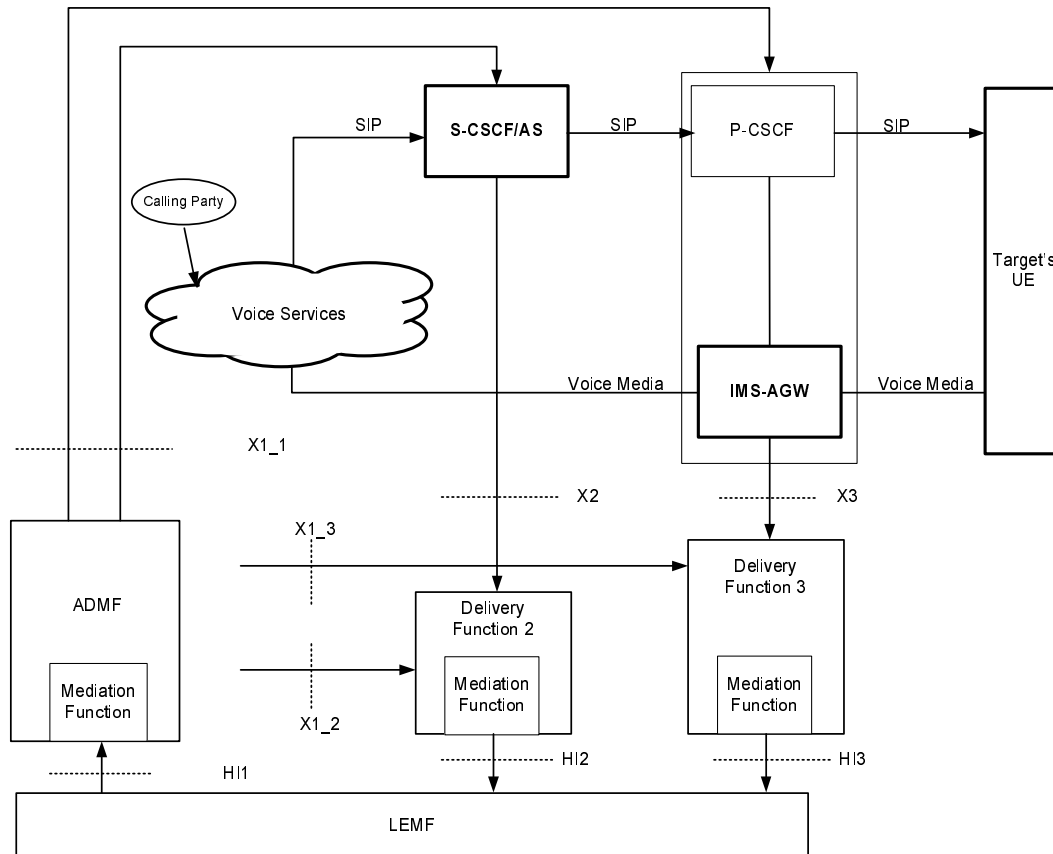 S-CSCF/AS
P-CSCF
SIP
SIP
SIP
Calling Party
Voice Services
Target's
UE
Voice Media
IMS-AGW
Voice Media
X1_1
X2
X3
X1_3
ADMF
Delivery
Function 2
Delivery
Function 3
Mediation
Function
Mediation
Function
Mediation
Function
X1_2
HI1
HI2
HI3
LEMF